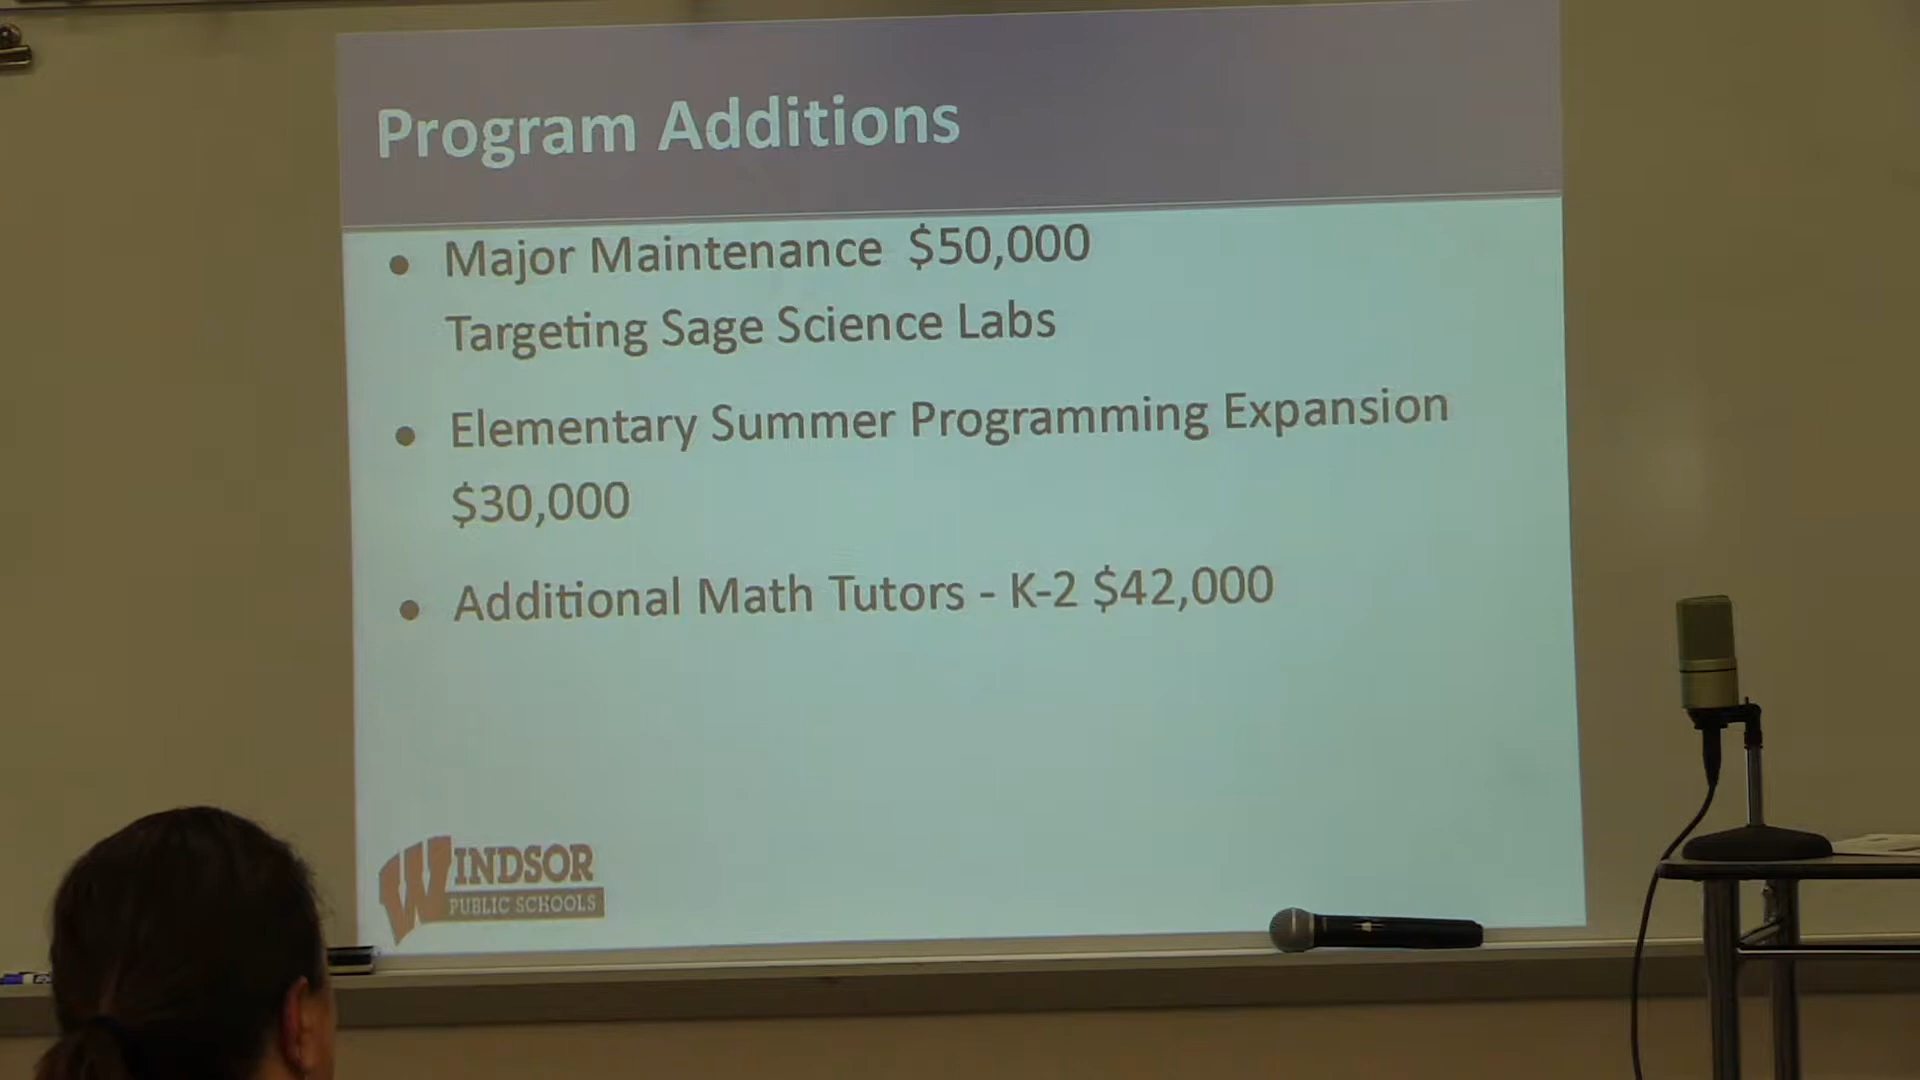 Program Additions
• Major Maintenance $50,000
Targeting Sage Science Labs
• Elementary Summer Programming Expansion
$30,000
• Additional Math Tutors - K-2 $42,000
WINDSOR
PUBLIC SCHOOLS